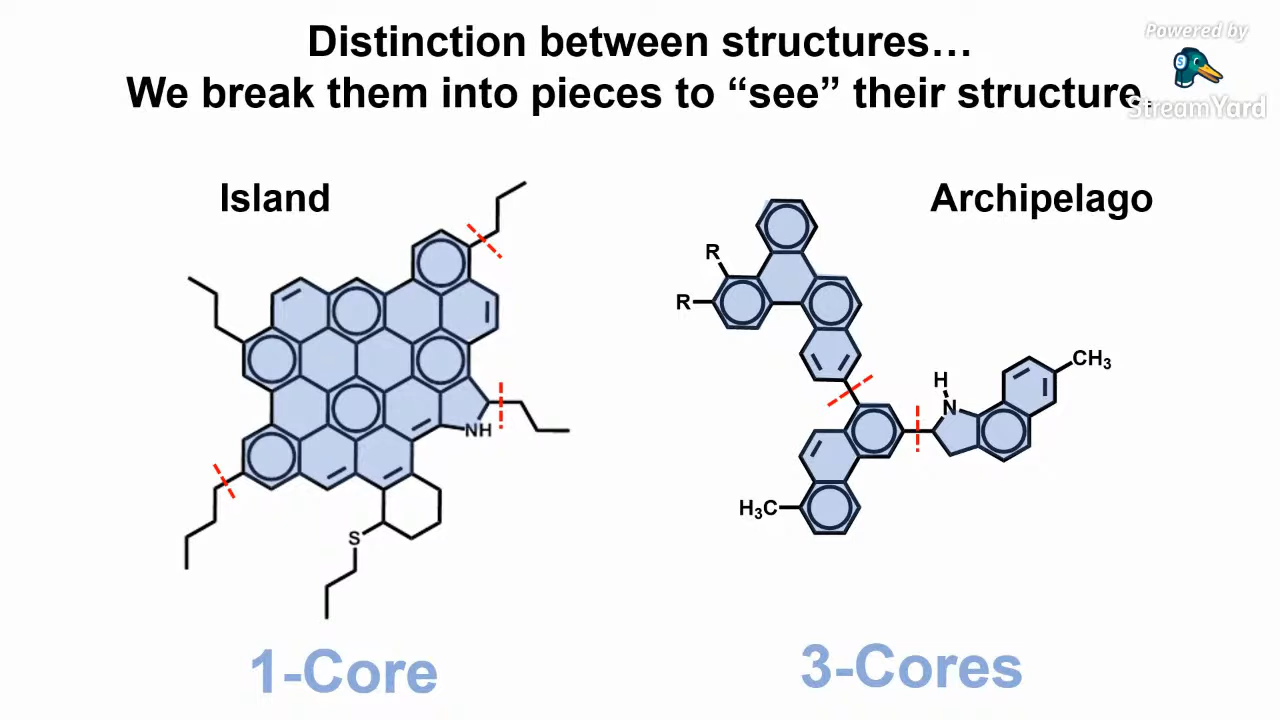 Distinction between structures…
We break them into pieces to “see” their structure.
Powered by
S
StreamYard
Island
Archipelago
R
R
CH₃
H
N
NH
H₃C
S
1-Core
3-Cores